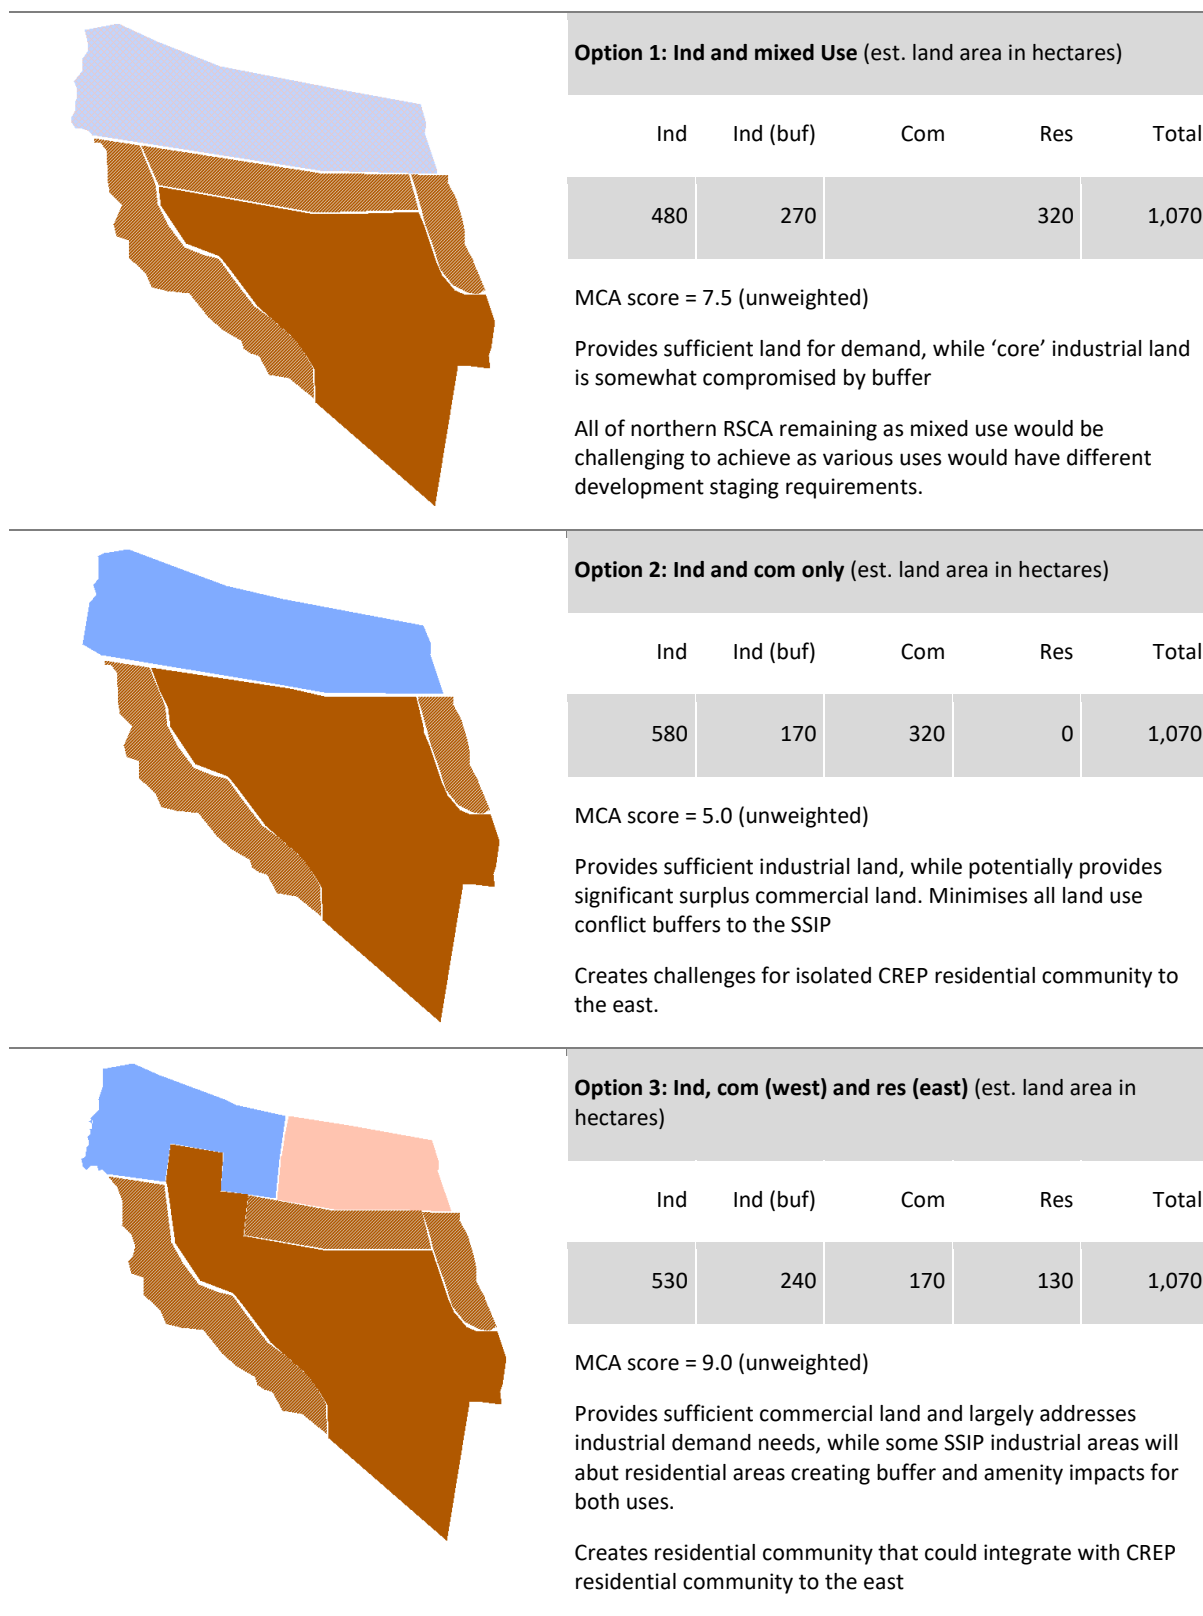 Option 1: Ind and mixed Use (est. land area in hectares)
Ind Ind (buf) Com Res Total
480 270 320 1,070
MCA score = 7.5 (unweighted)
Provides sufficient land for demand, while ‘core’ industrial land
is somewhat compromised by buffer
All of northern RSCA remaining as mixed use would be
challenging to achieve as various uses would have different
development staging requirements.
Option 2: Ind and com only (est. land area in hectares)
Ind Ind (buf) Com Res Total
580 170 320 0 1,070
MCA score = 5.0 (unweighted)
Provides sufficient industrial land, while potentially provides
significant surplus commercial land. Minimises all land use
conflict buffers to the SSIP
Creates challenges for isolated CREP residential community to
the east.
Option 3: Ind, com (west) and res (east) (est. land area in
hectares)
Ind Ind (buf) Com Res Total
530 240 170 130 1,070
MCA score = 9.0 (unweighted)
Provides sufficient commercial land and largely addresses
industrial demand needs, while some SSIP industrial areas will
abut residential areas creating buffer and amenity impacts for
both uses.
Creates residential community that could integrate with CREP
residential community to the east